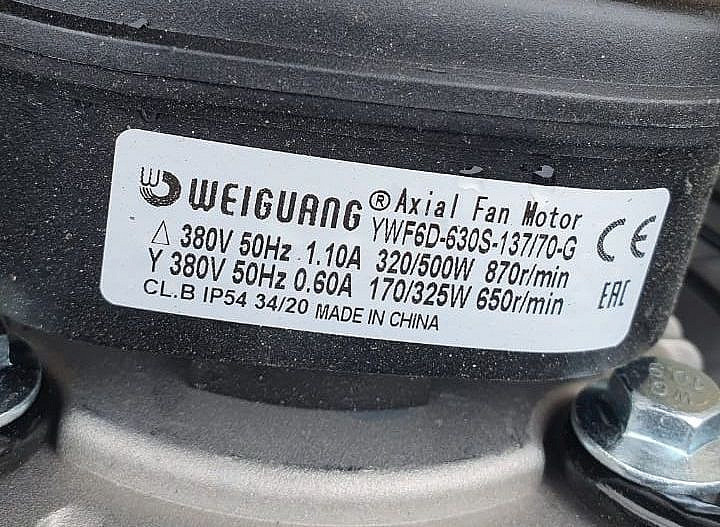 WEIGUANG ® Axial Fan Motor
YWF6D-630S-137/70-G
△ 380V 50Hz 1.10A 320/500W 870r/min
Y 380V 50Hz 0.60A 170/325W 650r/min
CL.B IP54 34/20 MADE IN CHINA
CE
EAC